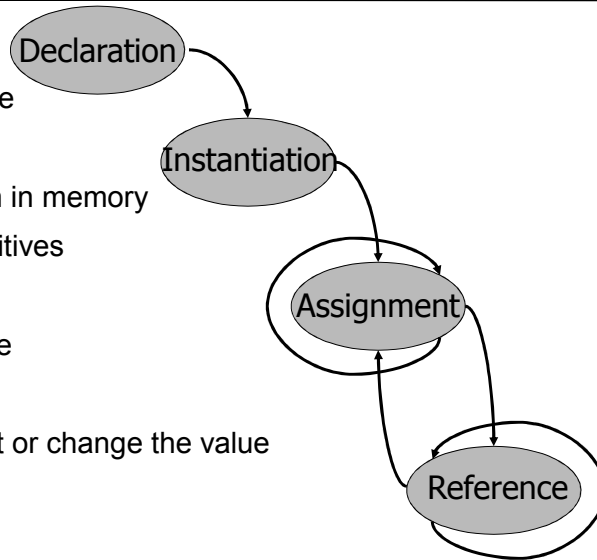 Declaration
e
Instantiation
in memory
itives
Assignment
e
t or change the value
Reference